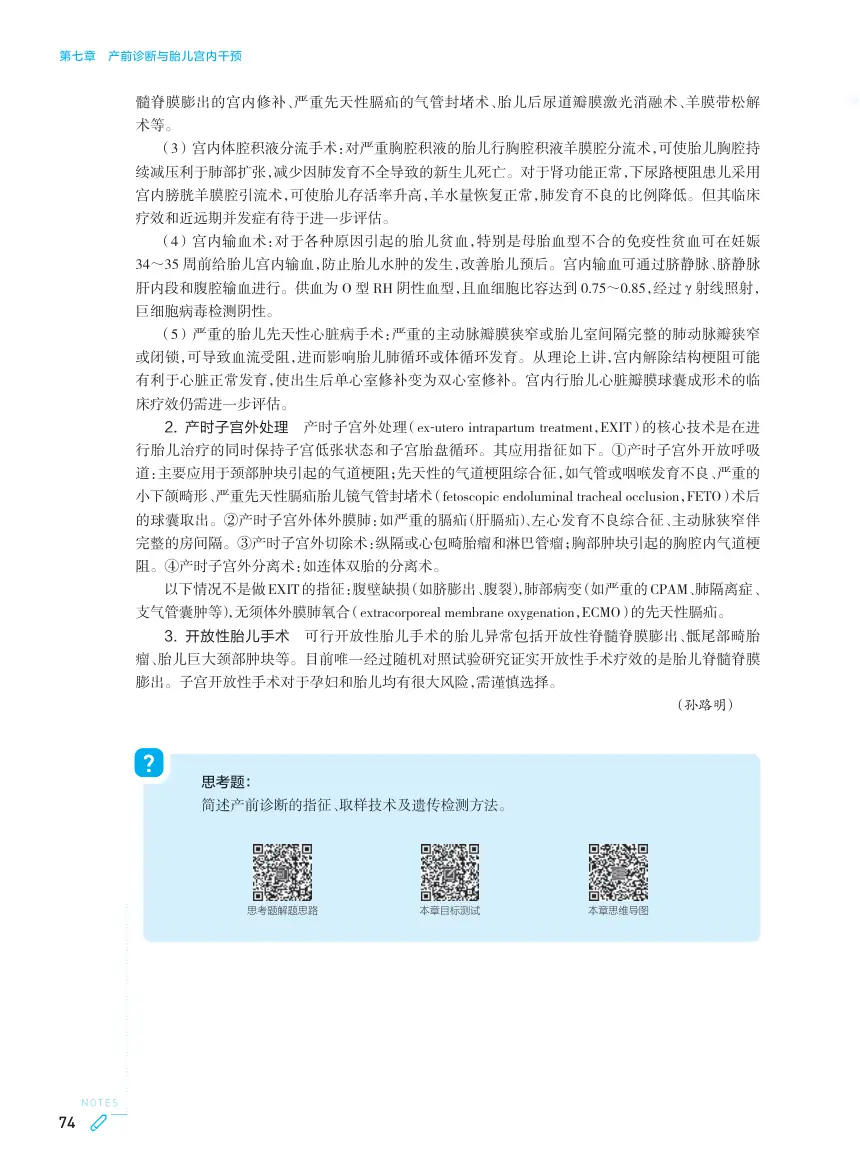 第七章 产前诊断与胎儿宫内干预
髓脊膜膨出的宫内修补、严重先天性膈疝的气管封堵术、胎儿后尿道瓣膜激光消融术、羊膜带松解
术等。
（3）宫内体腔积液分流手术：对严重胸腔积液的胎儿行胸腔积液羊膜腔分流术，可使胎儿胸腔持
续减压利于肺部扩张，减少因肺发育不全导致的新生儿死亡。对于肾功能正常，下尿路梗阻患儿采用
宫内膀胱羊膜腔引流术，可使胎儿存活率升高，羊水量恢复正常，肺发育不良的比例降低。但其临床
疗效和近远期并发症有待于进一步评估。
（4）宫内输血术：对于各种原因引起的胎儿贫血，特别是母胎血型不合的免疫性贫血可在妊娠
34～35 周前给胎儿宫内输血，防止胎儿水肿的发生，改善胎儿预后。宫内输血可通过脐静脉、脐静脉
肝内段和腹腔输血进行。供血为 O 型 RH 阴性血型，且血细胞比容达到 0.75～0.85，经过 γ 射线照射，
巨细胞病毒检测阴性。
（5）严重的胎儿先天性心脏病手术：严重的主动脉瓣膜狭窄或胎儿室间隔完整的肺动脉瓣狭窄
或闭锁，可导致血流受阻，进而影响胎儿肺循环或体循环发育。从理论上讲，宫内解除结构梗阻可能
有利于心脏正常发育，使出生后单心室修补变为双心室修补。宫内行胎儿心脏瓣膜球囊成形术的临
床疗效仍需进一步评估。
2. 产时子宫外处理 产时子宫外处理（ex-utero intrapartum treatment，EXIT）的核心技术是在进
行胎儿治疗的同时保持子宫低张状态和子宫胎盘循环。其应用指征如下。①产时子宫外开放呼吸
道：主要应用于颈部肿块引起的气道梗阻；先天性的气道梗阻综合征，如气管或咽喉发育不良、严重的
小下颌畸形、严重先天性膈疝胎儿镜气管封堵术（fetoscopic endoluminal tracheal occlusion，FETO）术后
的球囊取出。②产时子宫外体外膜肺：如严重的膈疝（肝膈疝）、左心发育不良综合征、主动脉狭窄伴
完整的房间隔。③产时子宫外切除术：纵隔或心包畸胎瘤和淋巴管瘤；胸部肿块引起的胸腔内气道梗
阻。④产时子宫外分离术：如连体双胎的分离术。
以下情况不是做 EXIT 的指征：腹壁缺损（如脐膨出、腹裂），肺部病变（如严重的 CPAM、肺隔离症、
支气管囊肿等），无须体外膜肺氧合（extracorporeal membrane oxygenation，ECMO）的先天性膈疝。
3. 开放性胎儿手术 可行开放性胎儿手术的胎儿异常包括开放性脊髓脊膜膨出、骶尾部畸胎
瘤、胎儿巨大颈部肿块等。目前唯一经过随机对照试验研究证实开放性手术疗效的是胎儿脊髓脊膜
膨出。子宫开放性手术对于孕妇和胎儿均有很大风险，需谨慎选择。
（孙路明）
?
思考题：
简述产前诊断的指征、取样技术及遗传检测方法。
思考题解题思路 本章目标测试 本章思维导图
NOTES
74